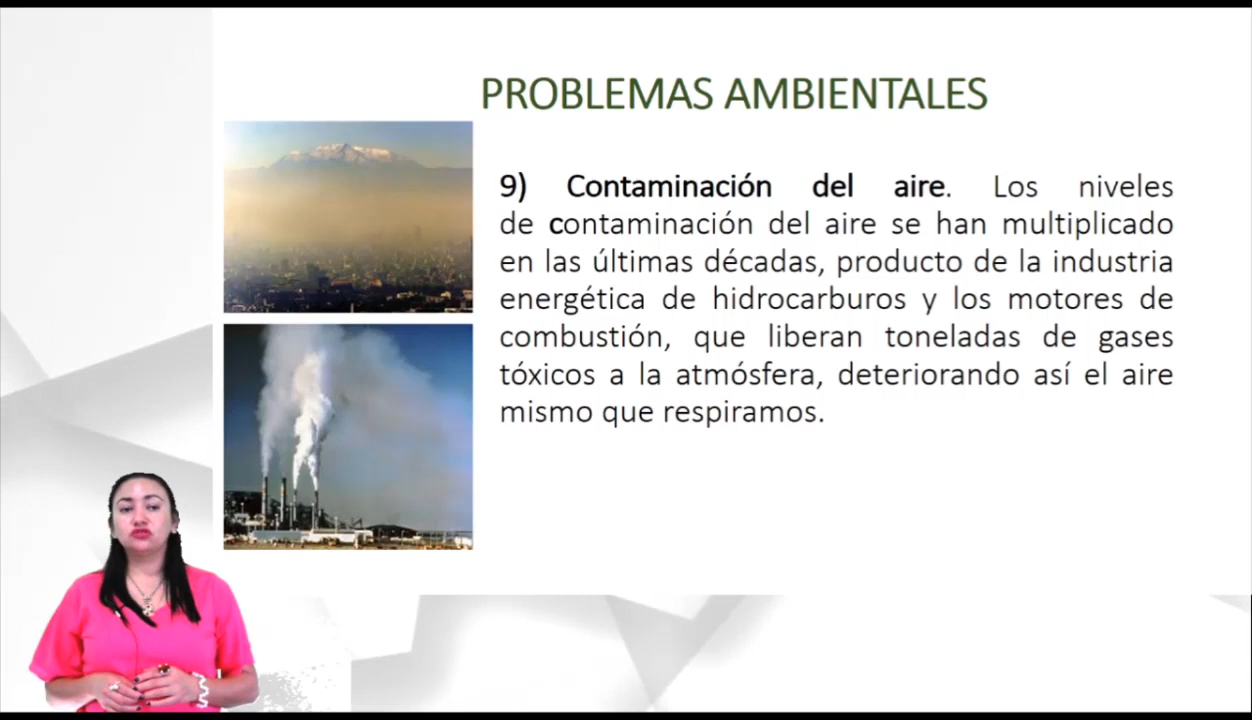 PROBLEMAS AMBIENTALES
9) Contaminación del aire. Los niveles
de contaminación del aire se han multiplicado
en las últimas décadas, producto de la industria
energética de hidrocarburos y los motores de
combustión, que liberan toneladas de gases
tóxicos a la atmósfera, deteriorando así el aire
mismo que respiramos.